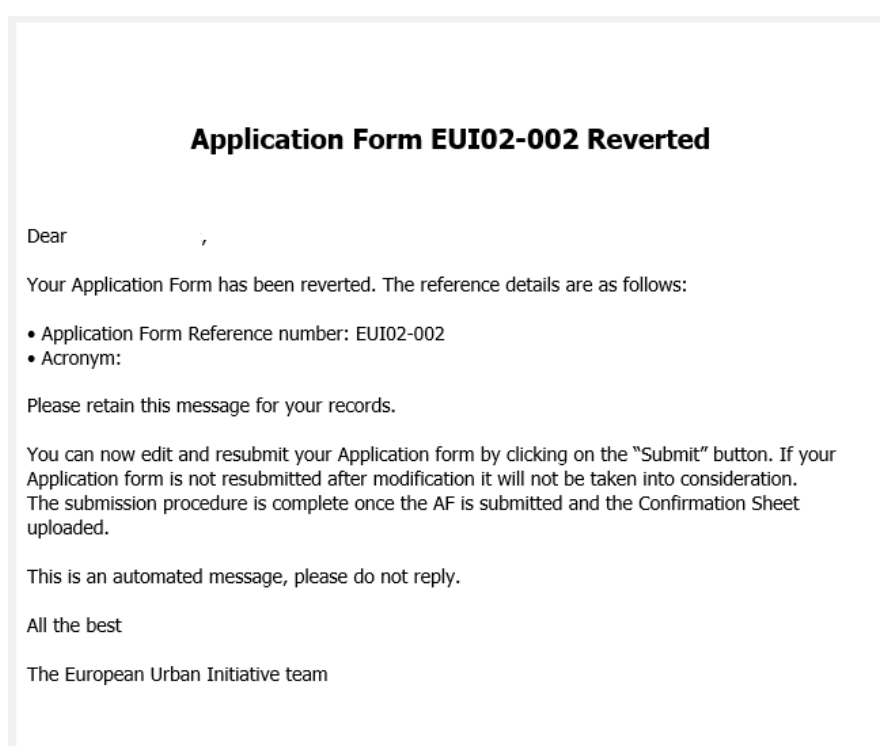 Application Form EUI02-002 Reverted
Dear ,
Your Application Form has been reverted. The reference details are as follows:
• Application Form Reference number: EUI02-002
• Acronym:
Please retain this message for your records.
You can now edit and resubmit your Application form by clicking on the “Submit” button. If your
Application form is not resubmitted after modification it will not be taken into consideration.
The submission procedure is complete once the AF is submitted and the Confirmation Sheet
uploaded.
This is an automated message, please do not reply.
All the best
The European Urban Initiative team